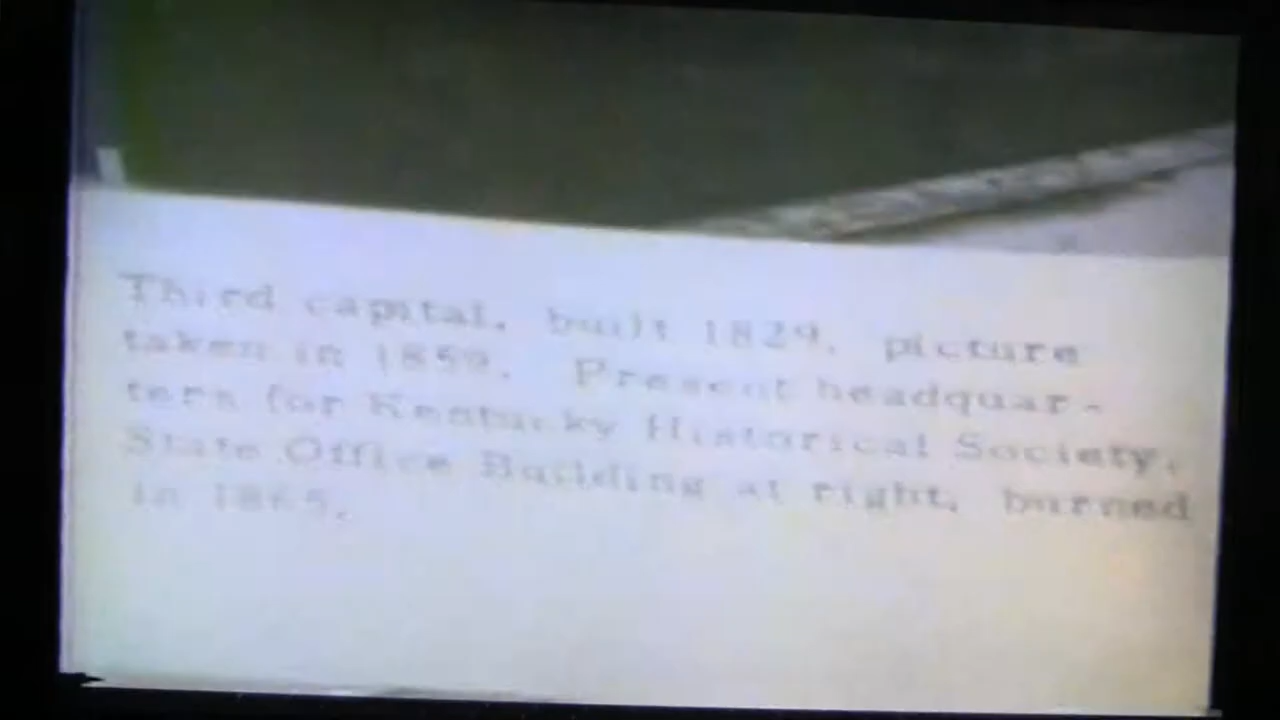 Third capital, built 1829, picture
taken in 1859. Present headquar-
ters for Kentucky Historical Society.
State Office Building at right, burned
in 1865.